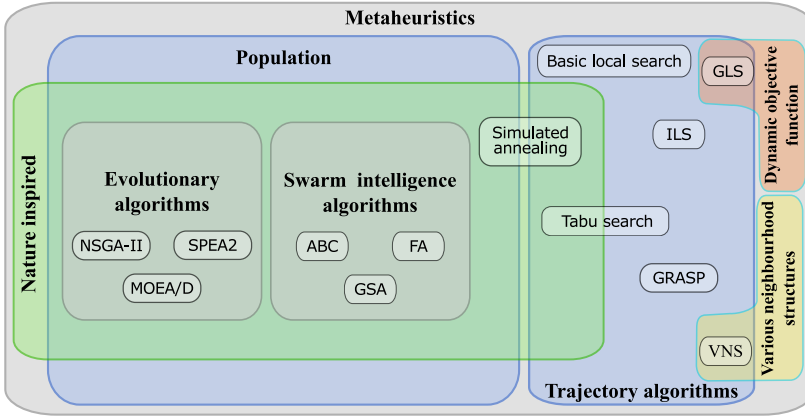 Metaheuristics
Population
Basic local search
GLS
Dynamic objective
function
ILS
Simulated
annealing
Nature inspired
Evolutionary
algorithms
NSGA-II
SPEA2
MOEA/D
Swarm intelligence
algorithms
ABC
FA
GSA
Tabu search
GRASP
Various neighbourhood
structures
VNS
Trajectory algorithms